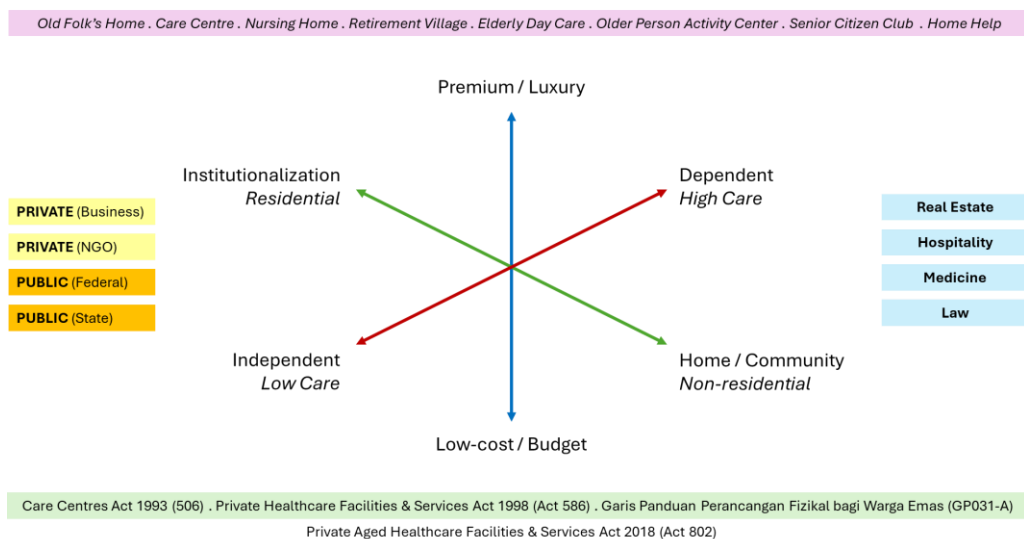 Old Folk's Home . Care Centre . Nursing Home . Retirement Village . Elderly Day Care . Older Person Activity Center . Senior Citizen Club . Home Help
Premium / Luxury
Institutionalization
Residential
Dependent
High Care
PRIVATE (Business)
PRIVATE (NGO)
PUBLIC (Federal)
PUBLIC (State)
Real Estate
Hospitality
Medicine
Law
Independent
Low Care
Home / Community
Non-residential
Low-cost / Budget
Care Centres Act 1993 (506) . Private Healthcare Facilities & Services Act 1998 (Act 586) . Garis Panduan Perancangan Fizikal bagi Warga Emas (GP031-A)
Private Aged Healthcare Facilities & Services Act 2018 (Act 802)